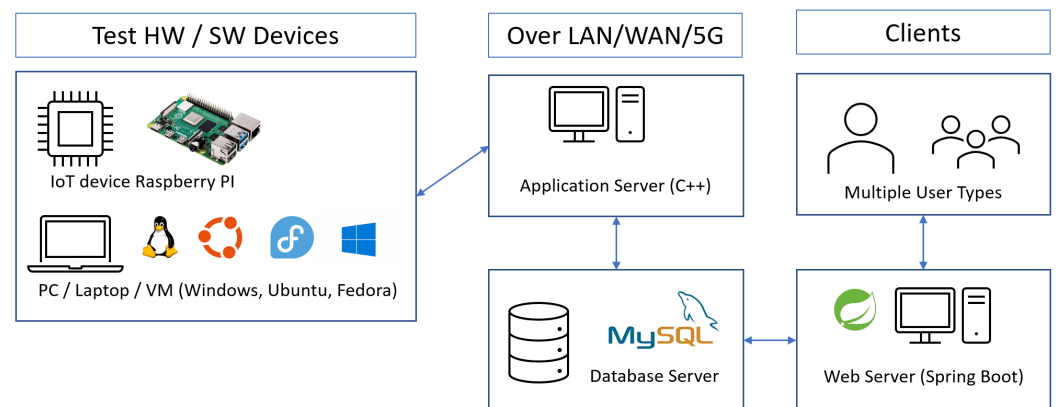 Test HW / SW Devices
IoT device Raspberry PI
PC / Laptop / VM (Windows, Ubuntu, Fedora)
Over LAN/WAN/5G
Application Server (C++)
MySQL
Database Server
Clients
Multiple User Types
Web Server (Spring Boot)